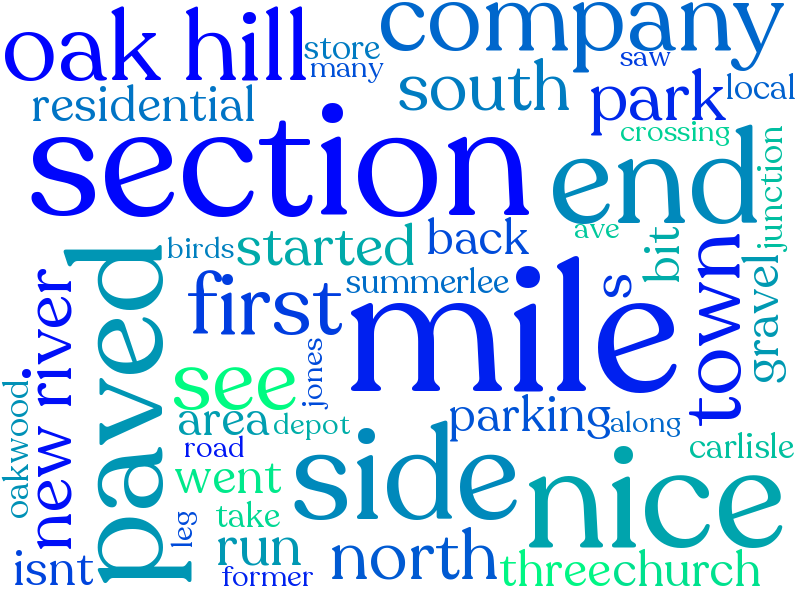 oak hill
company
store
many
saw
south
park
local
residential
crossing
section
end
junction
ave
birds
started
back
bit
town
gravel
paved
new river
first
summerlee
s
mile
see
jones
oakwood
area
depot
parking
along
road
carlisle
went
side
nice
leg
take
run
north
isnt
former
threechurch